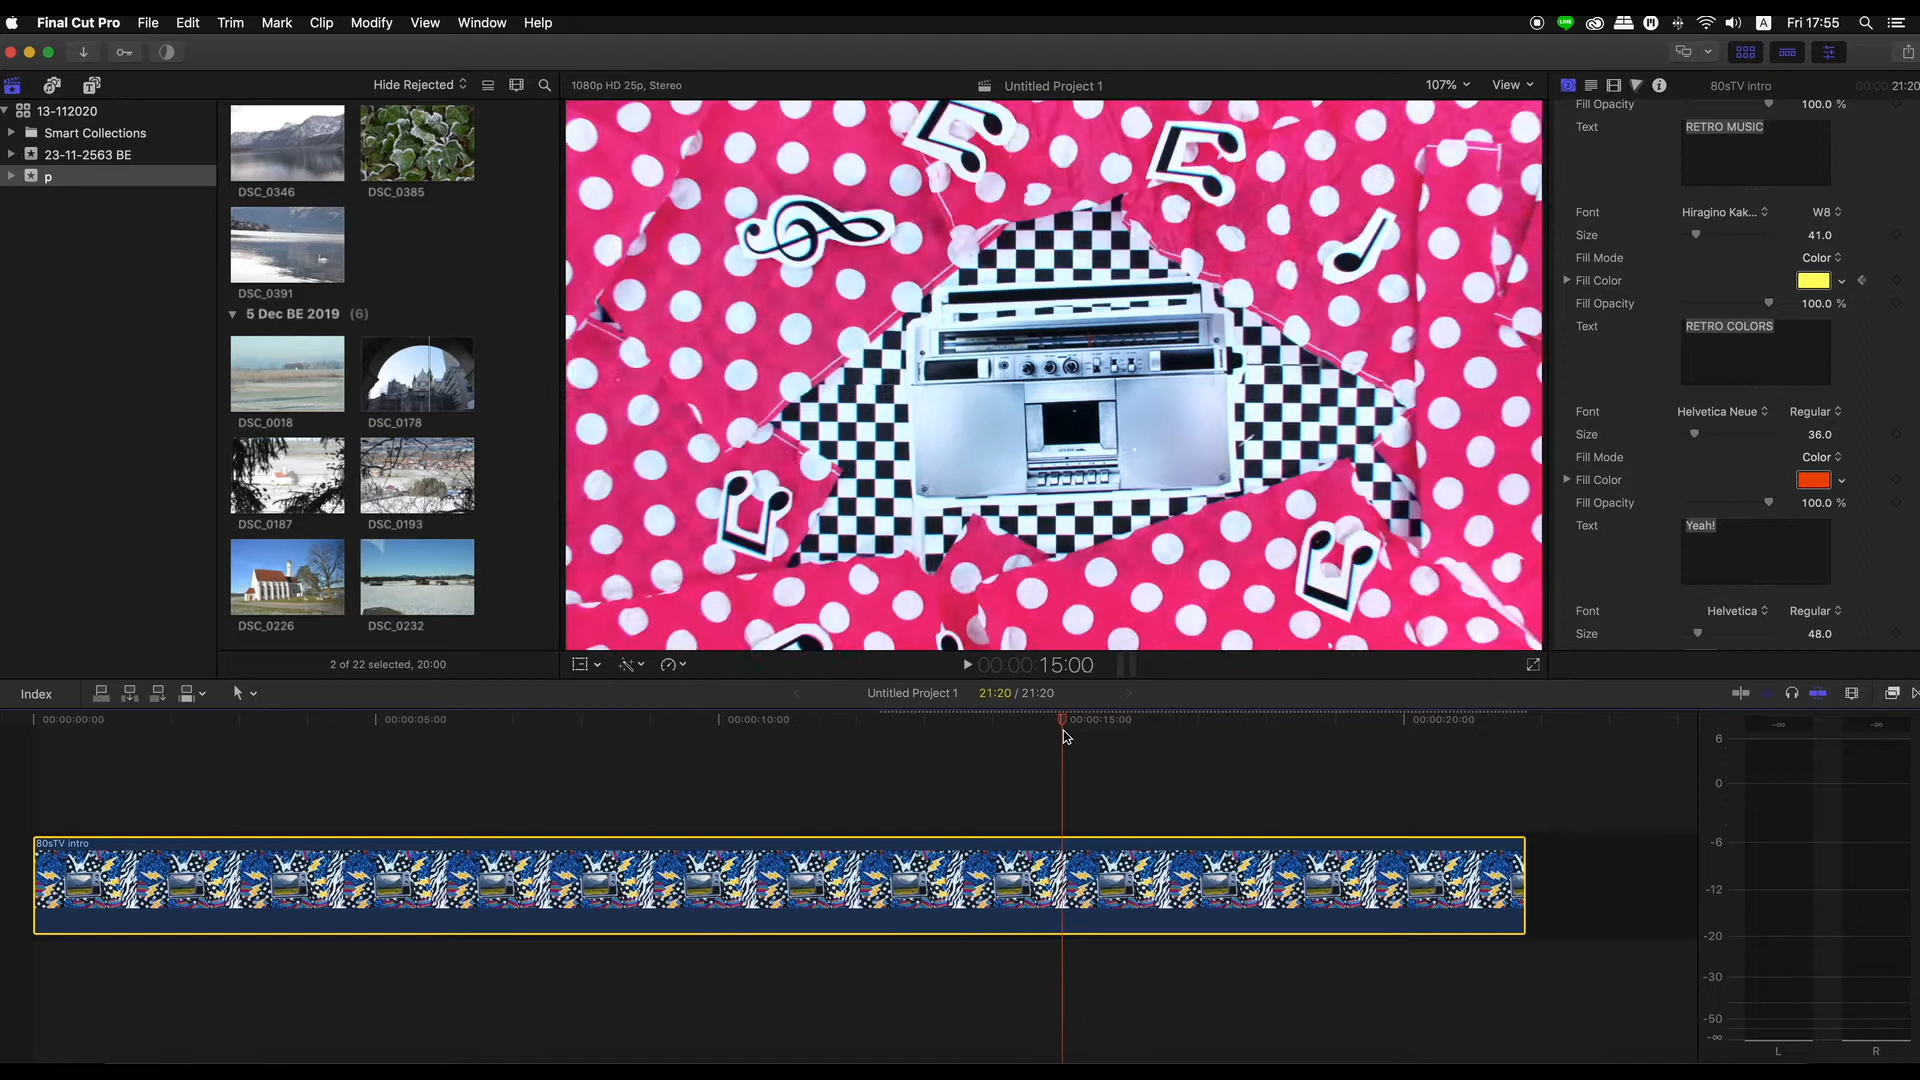 Final Cut Pro File Edit Trim Mark Clip Modify View Window Help
A Fri 17:55
Hide Rejected
1080p HD 25p, Stereo
Untitled Project 1
107%
View
80sTV intro
00:00:21:20
13-112020
Smart Collections
23-11-2563 BE
p
DSC_0346
DSC_0385
DSC_0391
5 Dec BE 2019 (6)
DSC_0018
DSC_0178
DSC_0187
DSC_0193
DSC_0226
DSC_0232
2 of 22 selected, 20:00
00:00:15:00
Fill Opacity 100.0 %
Text RETRO MUSIC
Font Hiragino Kak... W8
Size 41.0
Fill Mode Color
Fill Color
Fill Opacity 100.0 %
Text RETRO COLORS
Font Helvetica Neue Regular
Size 36.0
Fill Mode Color
Fill Color
Fill Opacity 100.0 %
Text Yeah!
Font Helvetica Regular
Size 48.0
Index
Untitled Project 1 21:20 / 21:20
00:00:00:00
00:00:05:00
00:00:10:00
00:00:15:00
00:00:20:00
80sTV intro
-∞ -∞
6
0
-6
-12
-20
-30
-50
-∞
L R